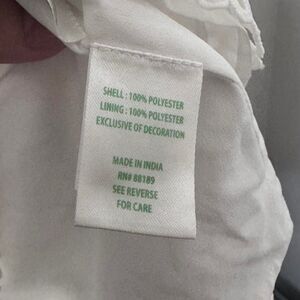 SHELL : 100% POLYESTER
LINING : 100% POLYESTER
EXCLUSIVE OF DECORATION
MADE IN INDIA
RN# 88189
SEE REVERSE
FOR CARE